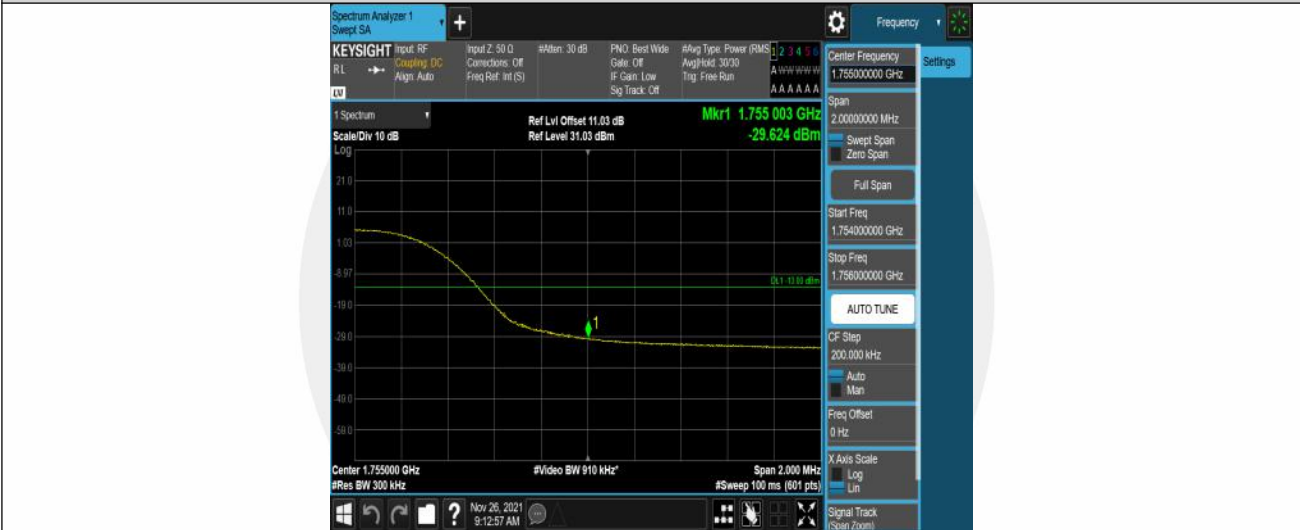 Spectrum Analyzer 1
Swept SA
+
Frequency
KEYSIGHT
RL
Input: RF
Coupling: DC
Align: Auto
Input Z: 50 Ω
Corrections: Off
Freq Ref: Int (S)
#Atten: 30 dB
PNO: Best Wide
Gate: Off
IF Gain: Low
Sig Track: Off
#Avg Type: Power (RMS
Avg|Hold: 30/30
Trig: Free Run
1 2 3 4 5 6
A W W W W W
A A A A A A
Center Frequency
1.755000000 GHz
Settings
1 Spectrum
Scale/Div 10 dB
Log
Ref Lvl Offset 11.03 dB
Ref Level 31.03 dBm
Mkr1 1.755 003 GHz
-29.624 dBm
Span
2.00000000 MHz
Swept Span
Zero Span
Full Span
Start Freq
1.754000000 GHz
Stop Freq
1.756000000 GHz
AUTO TUNE
CF Step
200.000 kHz
Auto
Man
Freq Offset
0 Hz
X Axis Scale
Log
Lin
Signal Track
(Span Zoom)
21.0
11.0
1.03
-8.97
-19.0
-29.0
-39.0
-49.0
-59.0
1
Center 1.755000 GHz
#Res BW 300 kHz
#Video BW 910 kHz*
Span 2.000 MHz
#Sweep 100 ms (601 pts)
?
Nov 26, 2021
9:12:57 AM